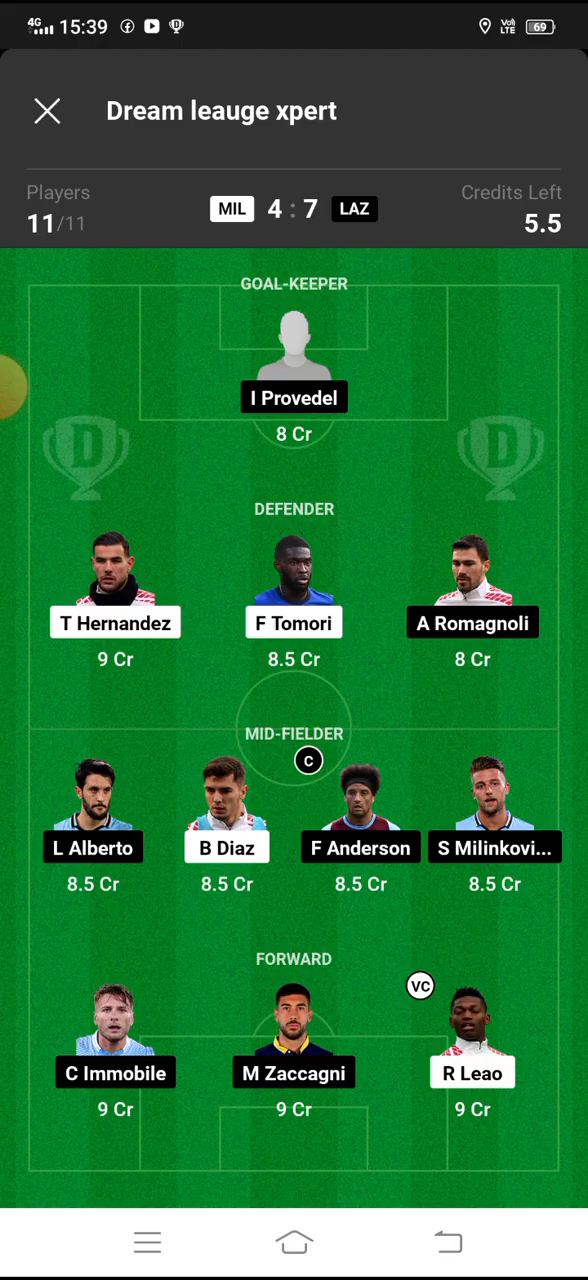 4G 15:39 Vol) LTE 69
Dream leauge xpert
Players
11/11
MIL 4 : 7 LAZ
Credits Left
5.5
GOAL-KEEPER
I Provedel
8 Cr
D D
DEFENDER
T Hernandez F Tomori A Romagnoli
9 Cr 8.5 Cr 8 Cr
MID-FIELDER
C
L Alberto B Diaz F Anderson S Milinkovi...
8.5 Cr 8.5 Cr 8.5 Cr 8.5 Cr
FORWARD
VC
C Immobile M Zaccagni R Leao
9 Cr 9 Cr 9 Cr